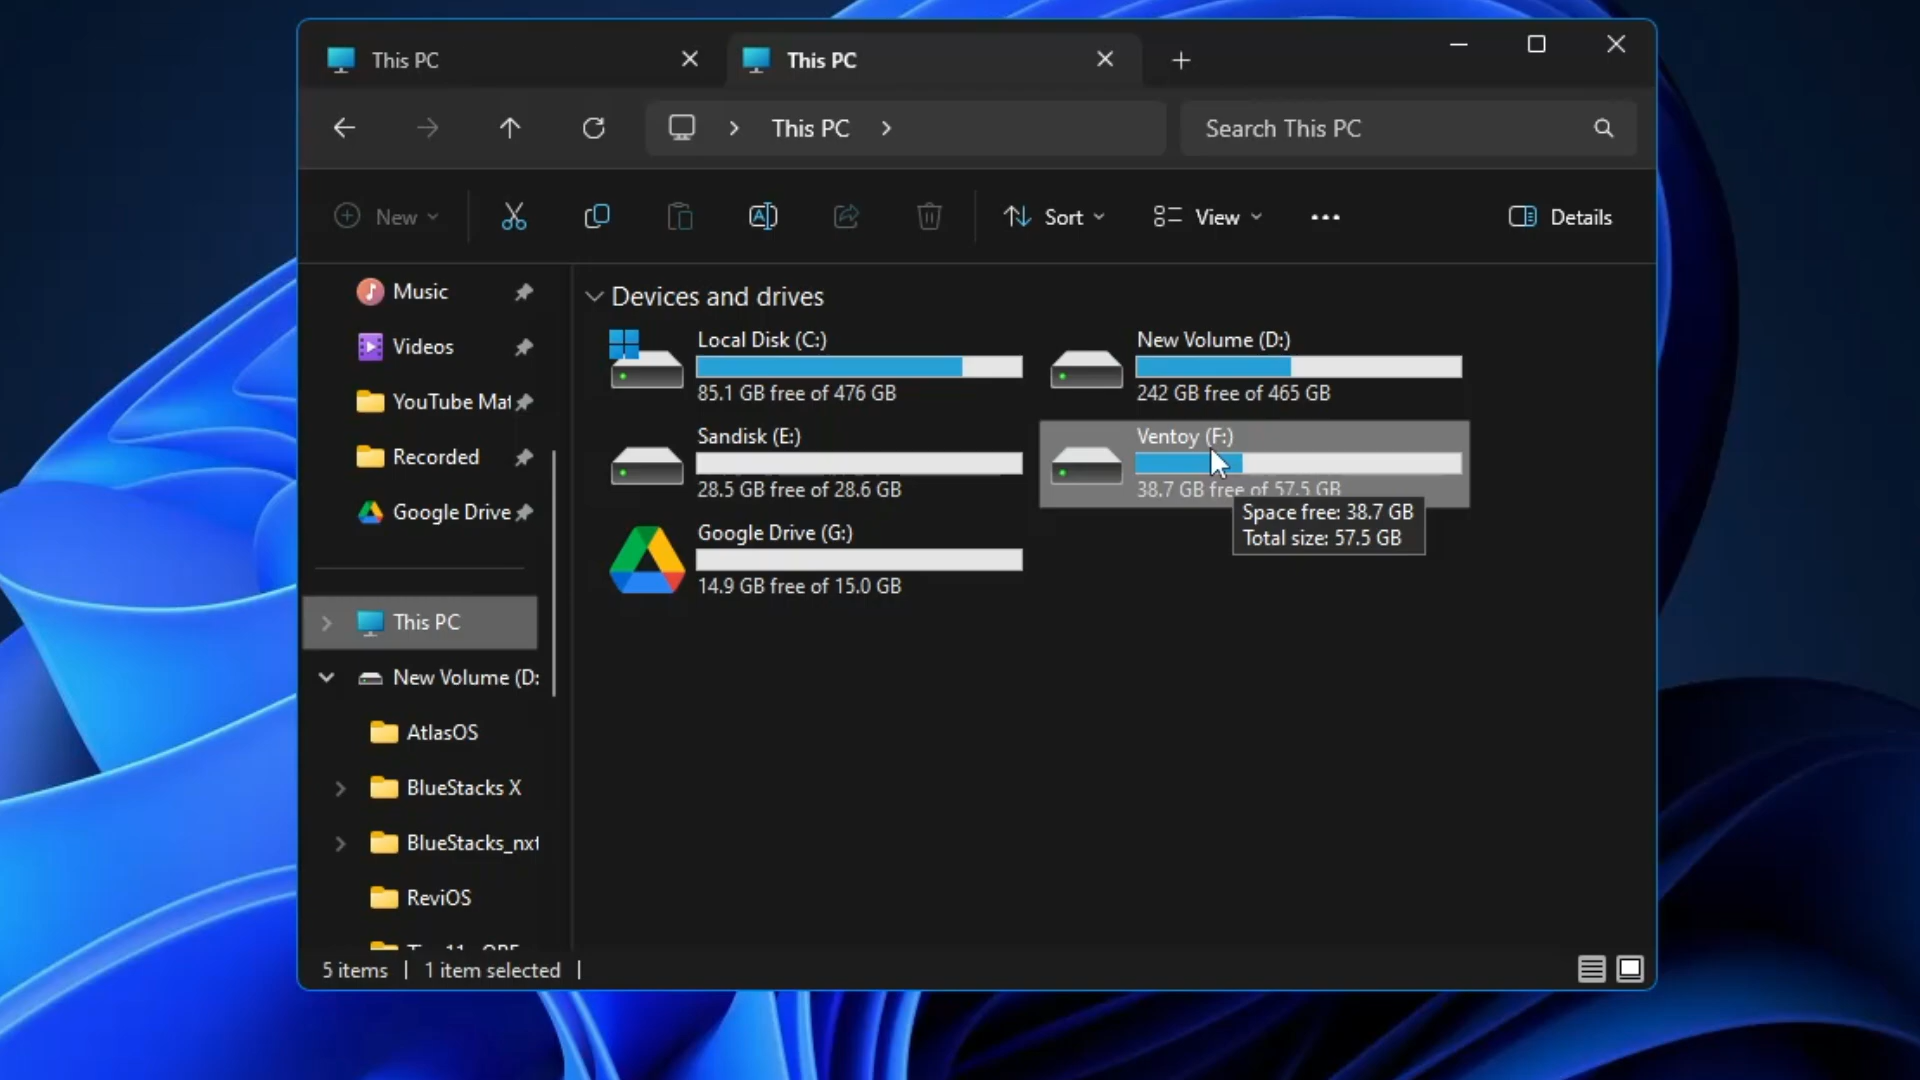 This PC
This PC
This PC
Search This PC
New
Sort
View
Details
Music
Videos
YouTube Mat
Recorded
Google Drive
This PC
New Volume (D:
AtlasOS
BlueStacks X
BlueStacks_nxt
ReviOS
Devices and drives
Local Disk (C:)
85.1 GB free of 476 GB
New Volume (D:)
242 GB free of 465 GB
Sandisk (E:)
28.5 GB free of 28.6 GB
Ventoy (F:)
38.7 GB free of 57.5 GB
Space free: 38.7 GB
Total size: 57.5 GB
Google Drive (G:)
14.9 GB free of 15.0 GB
5 items
1 item selected